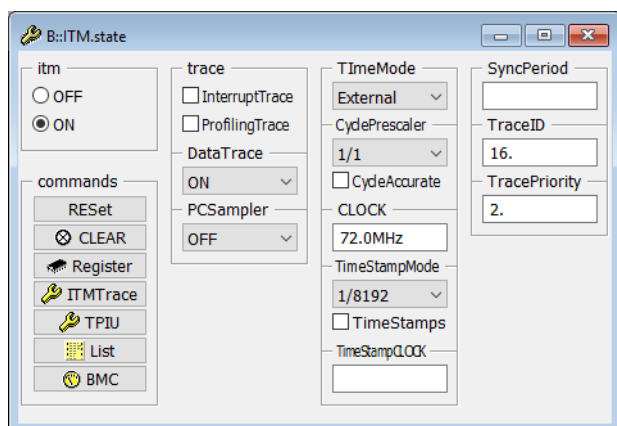 B::ITM.state
itm
OFF
ON
commands
RESet
CLEAR
Register
ITMTrace
TPIU
List
BMC
trace
InterruptTrace
ProfilingTrace
DataTrace
ON
PCSampler
OFF
TImeMode
External
CyclePrescaler
1/1
CycleAccurate
CLOCK
72.0MHz
TimeStampMode
1/8192
TimeStamps
TimeStampCLOCK
SyncPeriod
TraceID
16.
TracePriority
2.